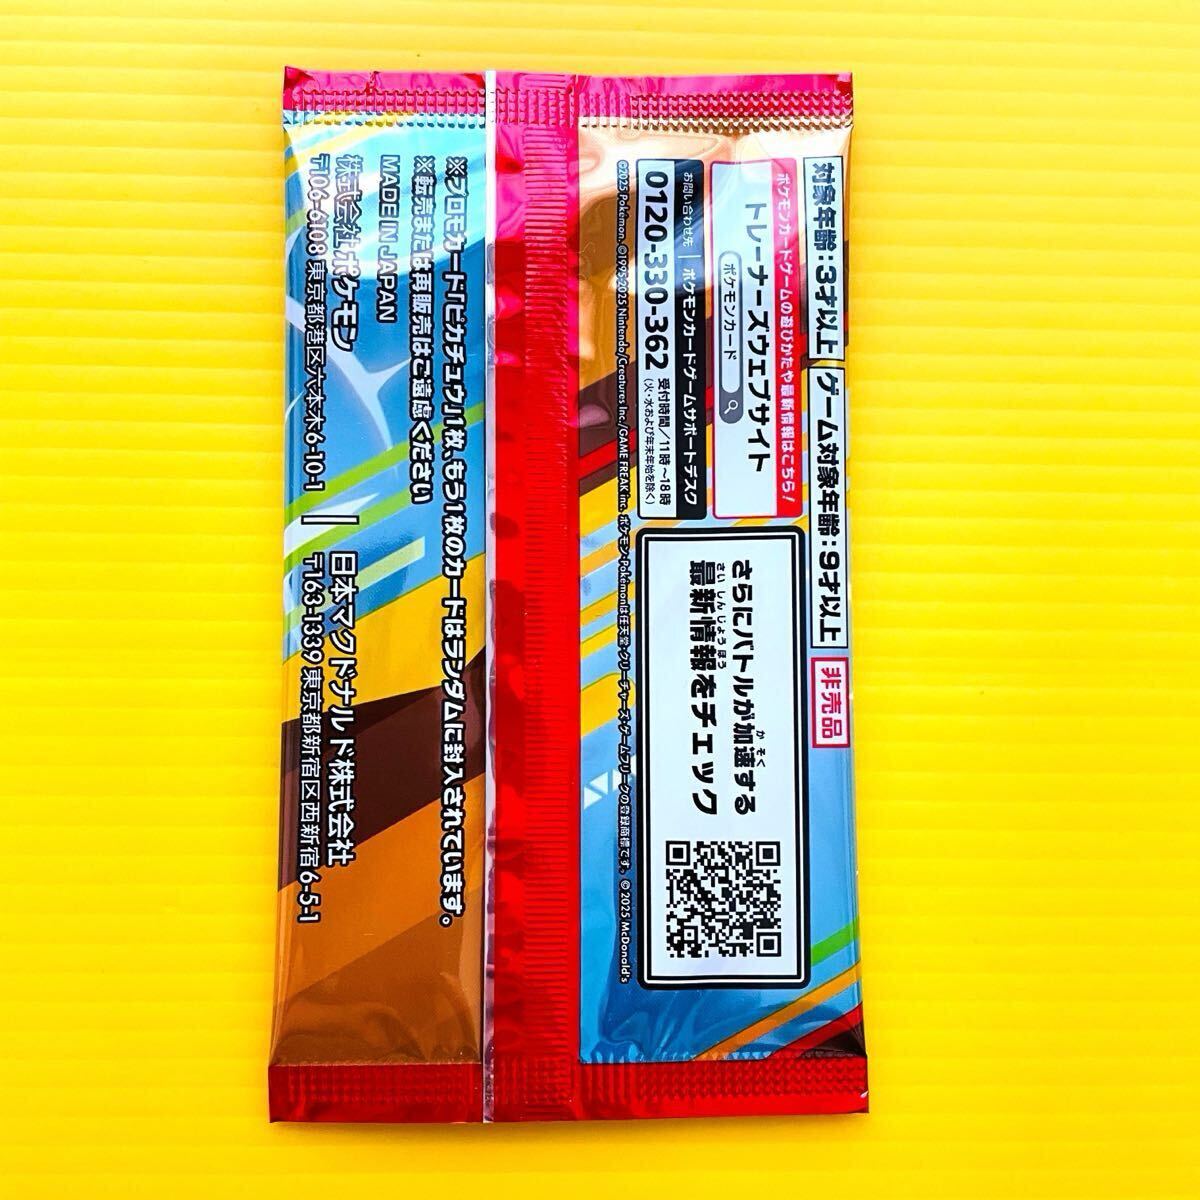 対象年齢:3才以上
ゲーム対象年齢:9才以上
非売品
ポケモンカードゲームの遊びかたや最新情報はこちら!
トレーナーズウェブサイト
ポケモンカード
お問い合わせ先 | ポケモンカードゲームサポートデスク
0120-330-362
受付時間/11時~18時
(火・水および年末年始を除く)
さらにバトルが加速する
かそく
最新情報をチェック
さいしんじょうほう
©2025 Pokémon. ©1995-2025 Nintendo/Creatures Inc./GAME FREAK inc. ポケモン・Pokémonは任天堂・クリーチャーズ・ゲームフリークの登録商標です。 © 2025 McDonald's
※プロモカード「ピカチュウ」1枚、もう1枚のカードはランダムに封入されています。
※転売または再販売はご遠慮ください
MADE IN JAPAN
株式会社ポケモン
〒106-6108 東京都港区六本木6-10-1
日本マクドナルド株式会社
〒163-1339 東京都新宿区西新宿6-5-1